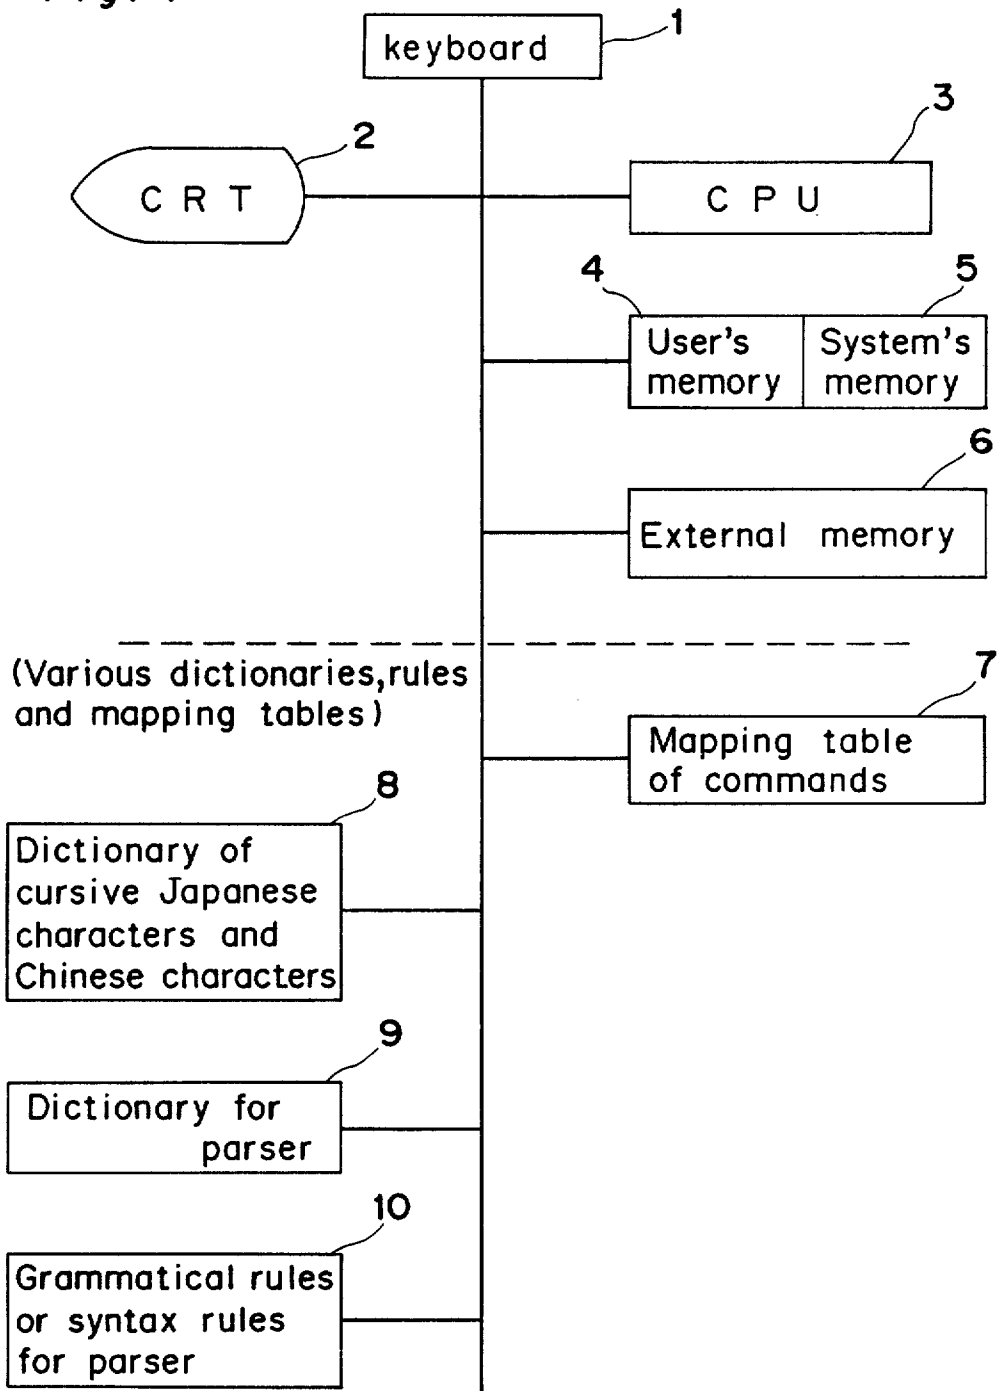 keyboard
1
2
C R T
3
C P U
4
User's
memory
5
System's
memory
6
External memory
(Various dictionaries,rules
and mapping tables)
7
Mapping table
of commands
8
Dictionary of
cursive Japanese
characters and
Chinese characters
9
Dictionary for
parser
10
Grammatical rules
or syntax rules
for parser